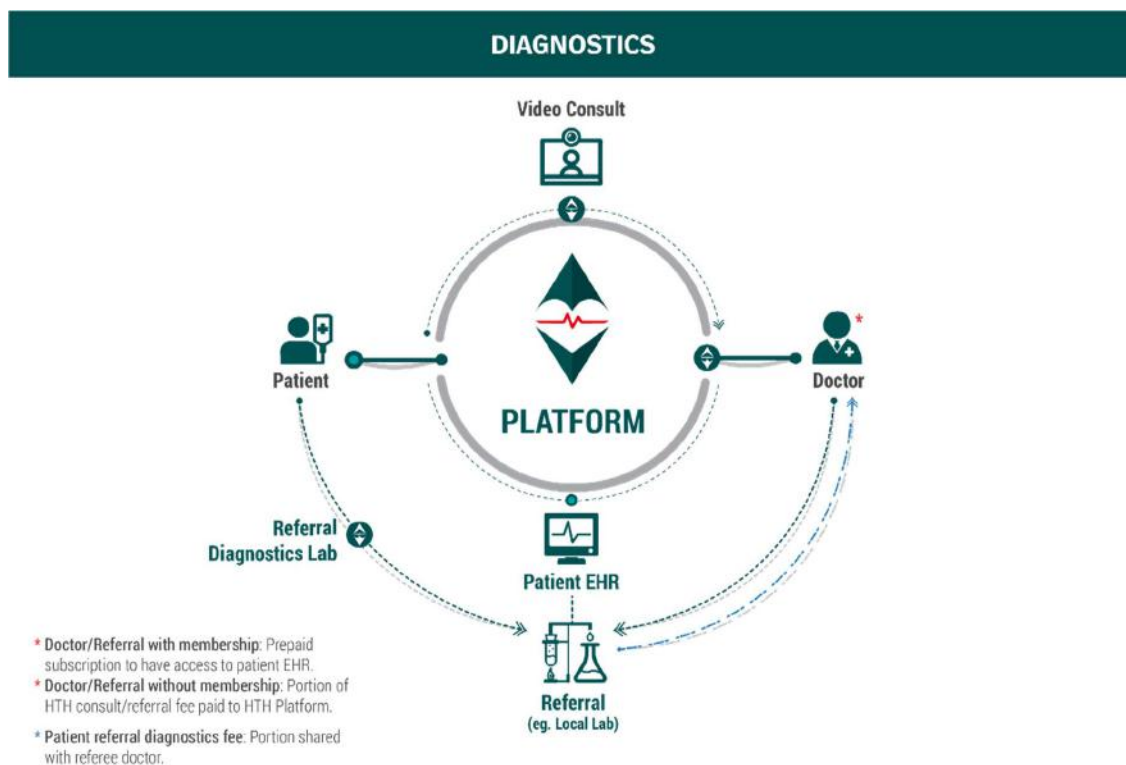 DIAGNOSTICS
Video Consult
Patient
Doctor
*
PLATFORM
Referral
Diagnostics Lab
Patient EHR
Referral
(eg. Local Lab)
* Doctor/Referral with membership: Prepaid
subscription to have access to patient EHR.
* Doctor/Referral without membership: Portion of
HTH consult/referral fee paid to HTH Platform.
* Patient referral diagnostics fee: Portion shared
with referee doctor.